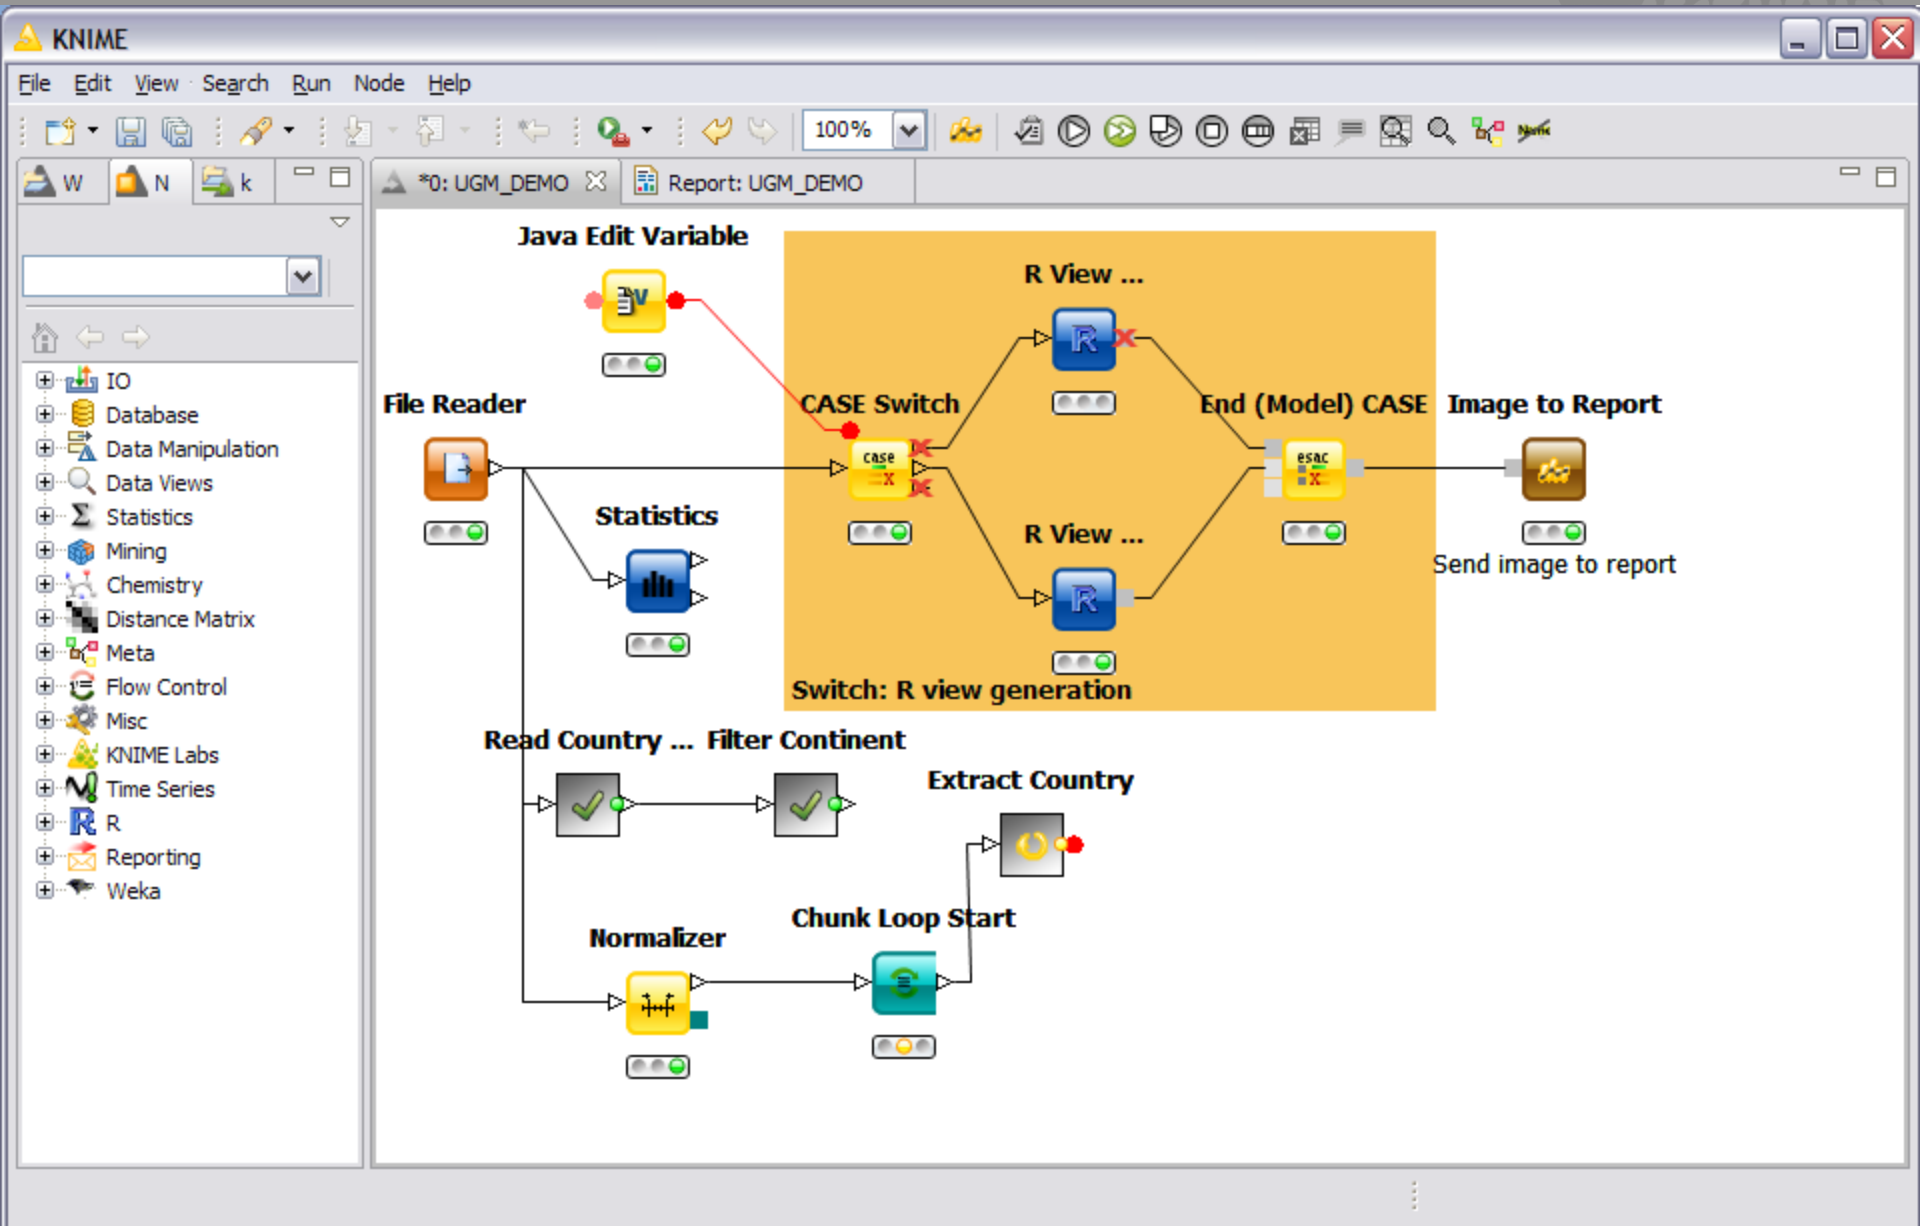 KNIME
File Edit View Search Run Node Help
100%
W N k
*0: UGM_DEMO Report: UGM_DEMO
IO
Database
Data Manipulation
Data Views
Statistics
Mining
Chemistry
Distance Matrix
Meta
Flow Control
Misc
KNIME Labs
Time Series
R
Reporting
Weka
Java Edit Variable
V
R View ...
R
File Reader
CASE Switch
case
End (Model) CASE
esac
Image to Report
Send image to report
Statistics
R View ...
R
Switch: R view generation
Read Country ...
Filter Continent
Extract Country
Chunk Loop Start
Normalizer